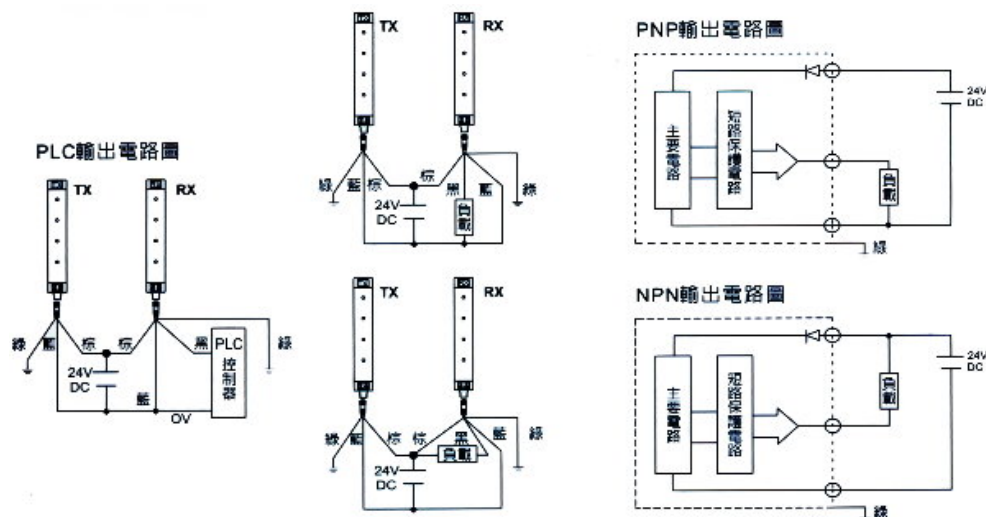 PLC輸出電路圖
TX
RX
綠
藍
棕
棕
黑
綠
PLC
控制器
24V
DC
藍
OV
TX
RX
綠
藍
棕
棕
黑
藍
綠
24V
DC
負載
TX
RX
綠
藍
棕
棕
黑
藍
綠
負載
24V
DC
PNP輸出電路圖
主要電路
短路保護電路
負載
24V
DC
綠
NPN輸出電路圖
主要電路
短路保護電路
負載
24V
DC
綠